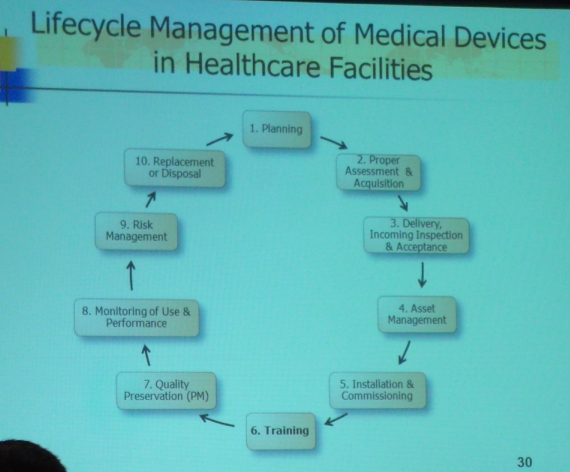 Lifecycle Management of Medical Devices
in Healthcare Facilities
1. Planning
2. Proper
Assessment &
Acquisition
3. Delivery,
Incoming Inspection
& Acceptance
4. Asset
Management
5. Installation &
Commissioning
6. Training
7. Quality
Preservation (PM)
8. Monitoring of Use &
Performance
9. Risk
Management
10. Replacement
or Disposal
30